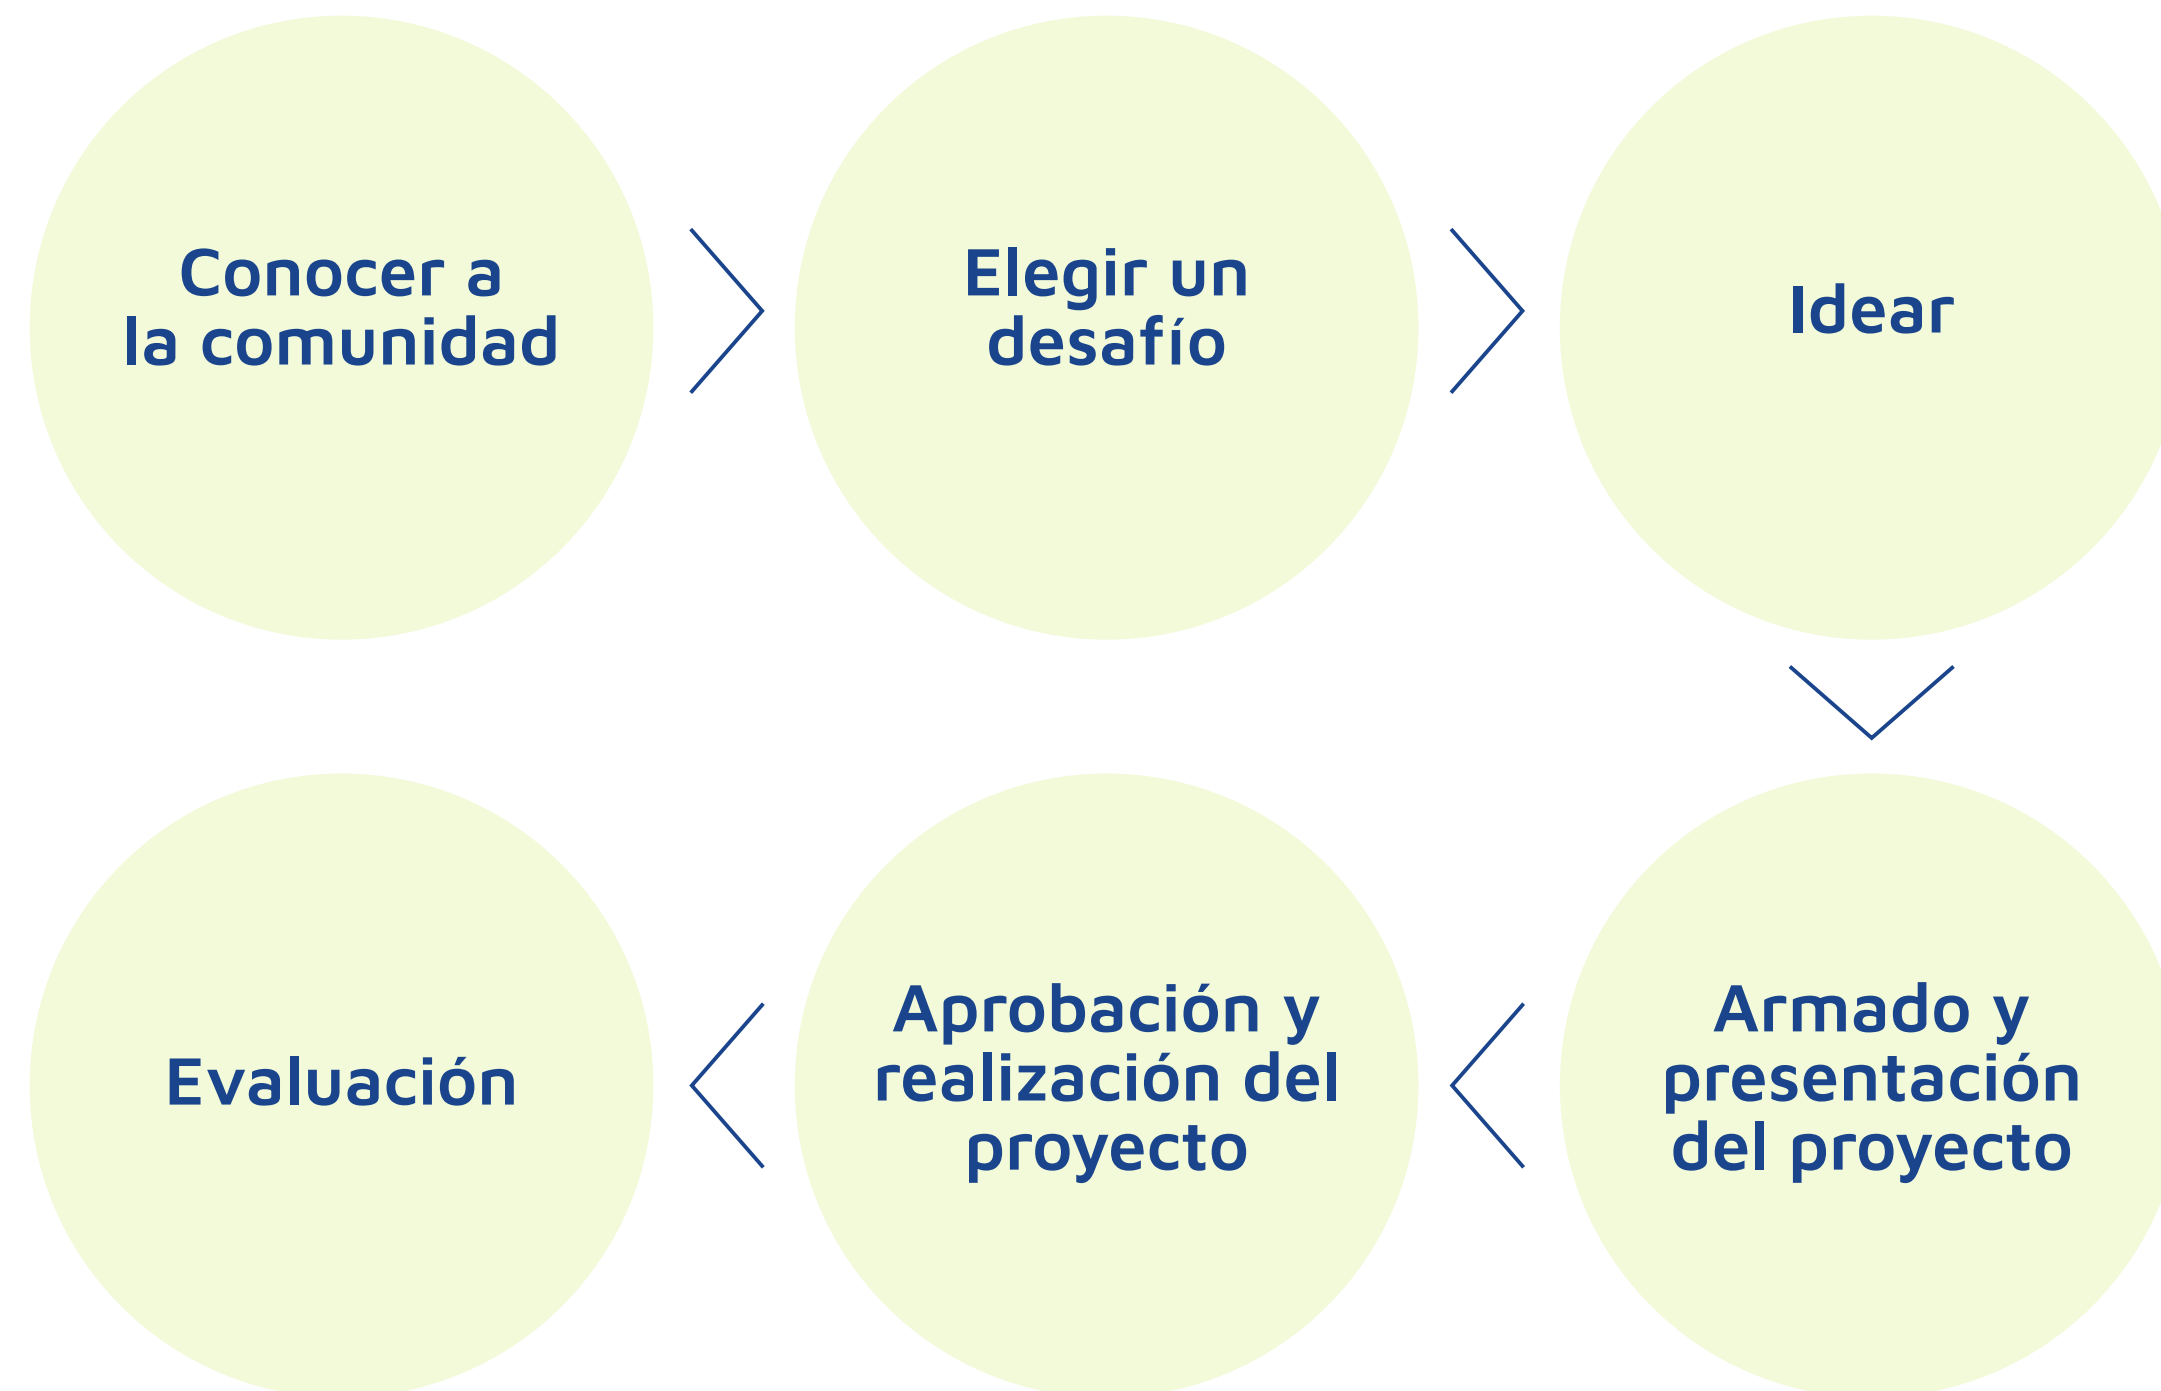 Conocer a
la comunidad
Elegir un
desafío
Idear
Armado y
presentación
del proyecto
Aprobación y
realización del
proyecto
Evaluación